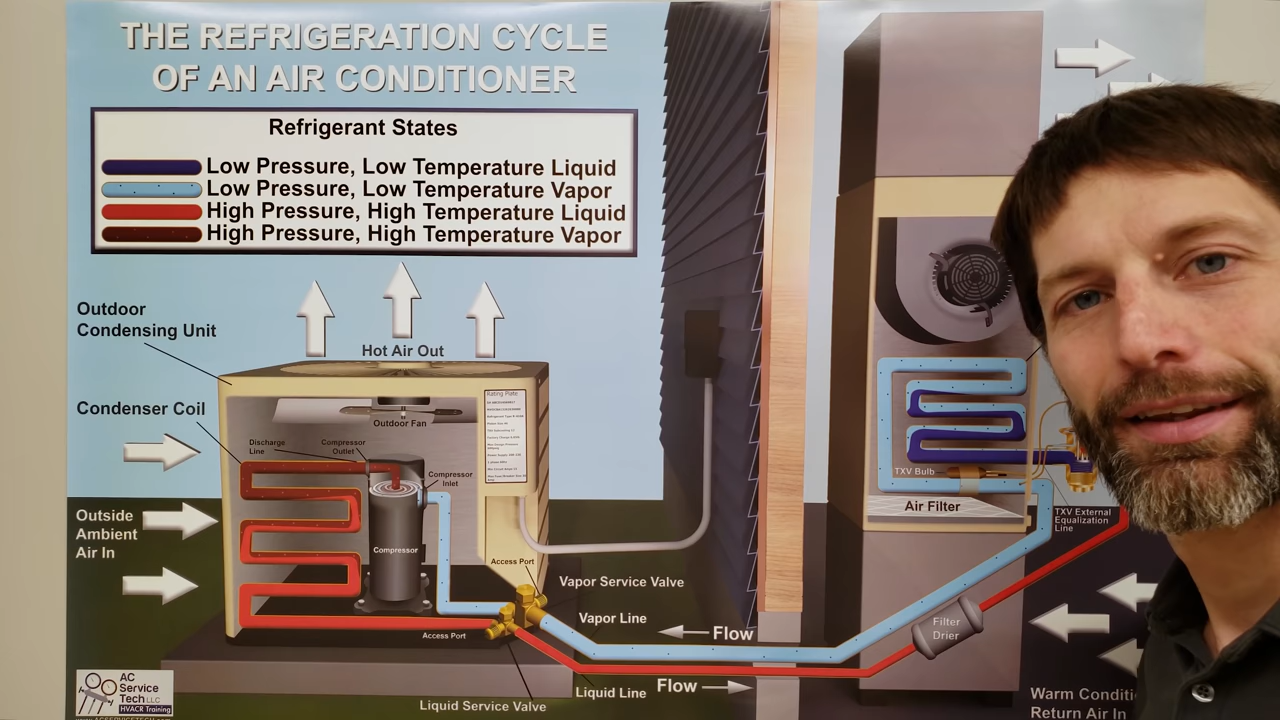 THE REFRIGERATION CYCLE
OF AN AIR CONDITIONER
Refrigerant States
Low Pressure, Low Temperature Liquid
Low Pressure, Low Temperature Vapor
High Pressure, High Temperature Liquid
High Pressure, High Temperature Vapor
Outdoor
Condensing Unit
Hot Air Out
Condenser Coil
Outdoor Fan
Rating Plate
Discharge
Line
Compressor
Outlet
Compressor
Inlet
Outside
Ambient
Air In
Compressor
Access Port
Access Port
Vapor Service Valve
Vapor Line
Flow
Liquid Line
Flow
Liquid Service Valve
TXV Bulb
Air Filter
TXV External
Equalization
Line
Filter
Drier
Warm Conditi
Return Air In
AC
Service
Tech LLC
HVACR Training